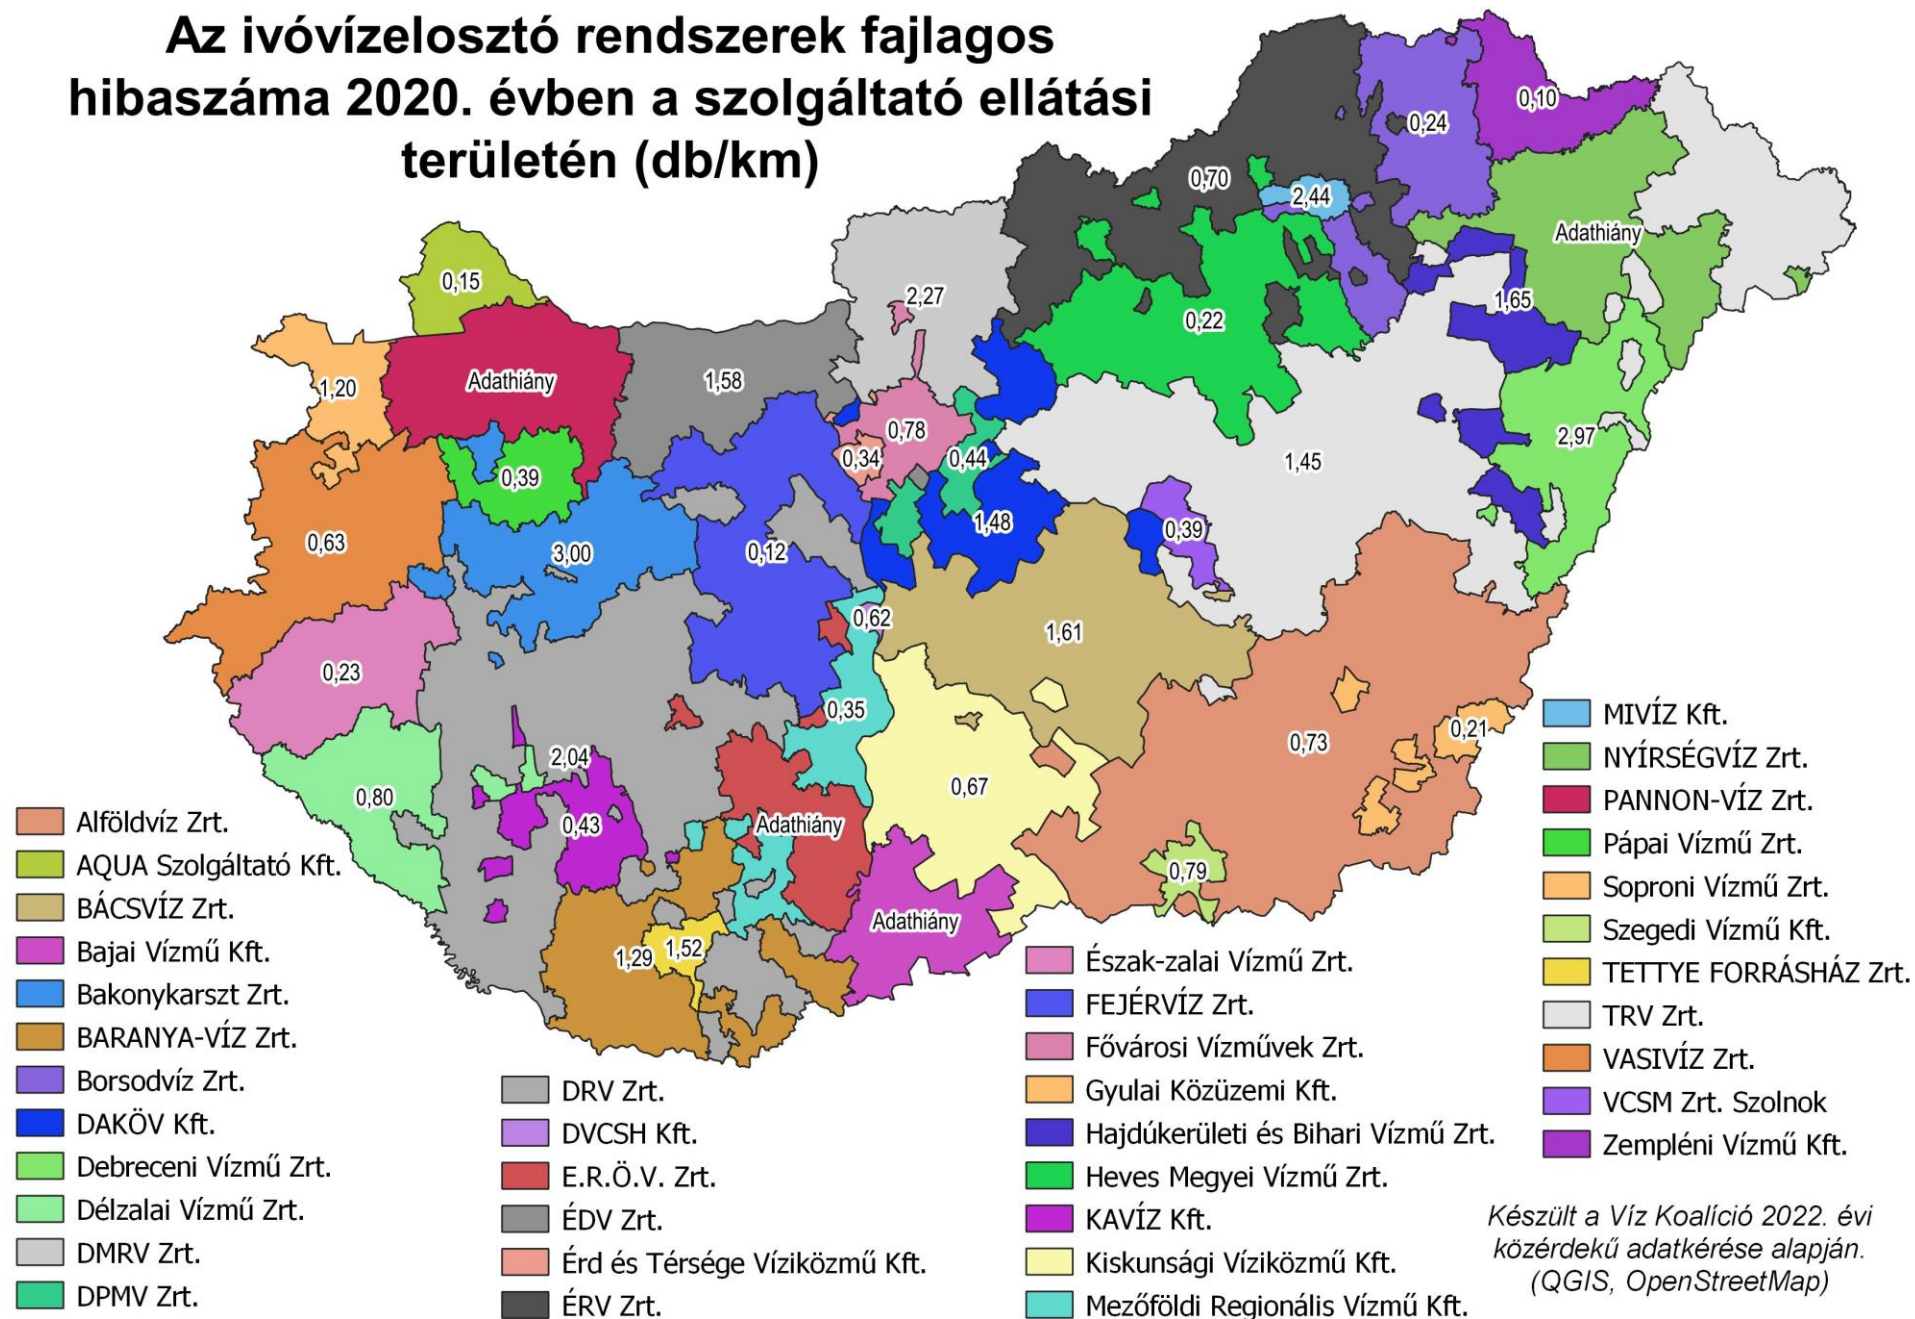 Az ivóvízelosztó rendszerek fajlagos
hibaszáma 2020. évben a szolgáltató ellátási
területén (db/km)
0,10
0,24
0,70
2,44
Adathiány
0,15
2,27
1,65
0,22
1,20
Adathiány
1,58
0,78
2,97
0,34
0,44
1,45
0,39
0,63
3,00
0,12
1,48
0,39
0,62
1,61
0,23
0,35
0,21
0,73
2,04
0,67
0,80
0,43
Adathiány
0,79
Adathiány
1,29
1,52
Alföldvíz Zrt.
AQUA Szolgáltató Kft.
BÁCSVÍZ Zrt.
Bajai Vízmű Kft.
Bakonykarszt Zrt.
BARANYA-VÍZ Zrt.
Borsodvíz Zrt.
DAKÖV Kft.
Debreceni Vízmű Zrt.
Délzalai Vízmű Zrt.
DMRV Zrt.
DPMV Zrt.
DRV Zrt.
DVCSH Kft.
E.R.Ö.V. Zrt.
ÉDV Zrt.
Érd és Térsége Víziközmű Kft.
ÉRV Zrt.
Észak-zalai Vízmű Zrt.
FEJÉRVÍZ Zrt.
Fővárosi Vízművek Zrt.
Gyulai Közüzemi Kft.
Hajdúkerületi és Bihari Vízmű Zrt.
Heves Megyei Vízmű Zrt.
KAVÍZ Kft.
Kiskunsági Víziközmű Kft.
Mezőföldi Regionális Vízmű Kft.
MIVÍZ Kft.
NYÍRSÉGVÍZ Zrt.
PANNON-VÍZ Zrt.
Pápai Vízmű Zrt.
Soproni Vízmű Zrt.
Szegedi Vízmű Kft.
TETTYE FORRÁSHÁZ Zrt.
TRV Zrt.
VASIVÍZ Zrt.
VCSM Zrt. Szolnok
Zempléni Vízmű Kft.
Készült a Víz Koalíció 2022. évi
közérdekű adatkérése alapján.
(QGIS, OpenStreetMap)